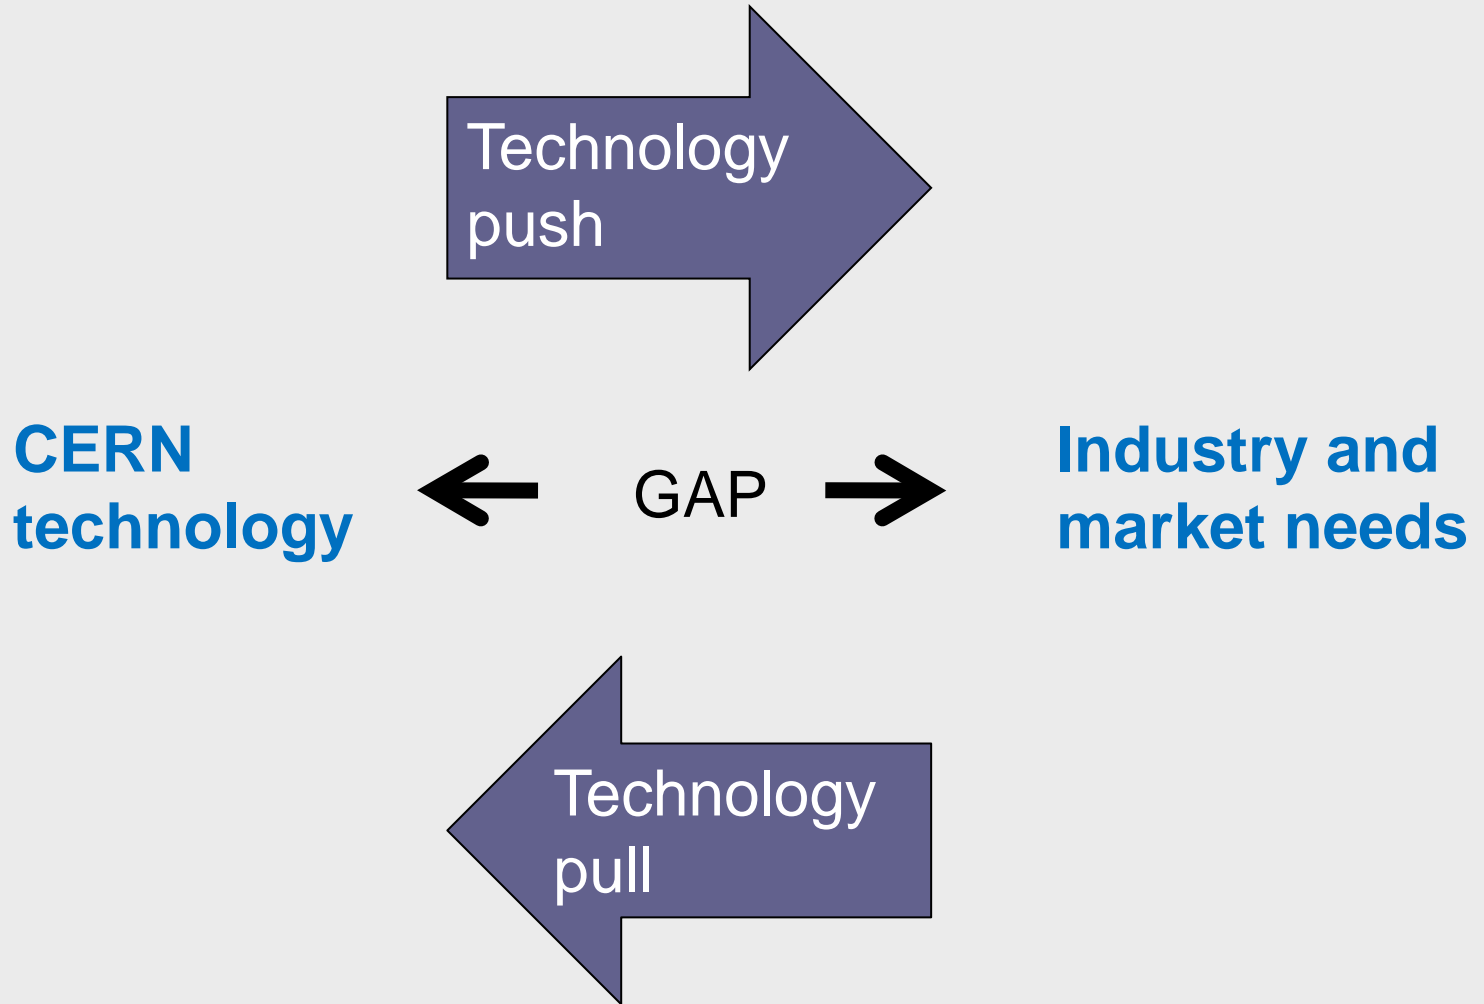 Technology
push
CERN
technology
GAP
Industry and
market needs
Technology
pull